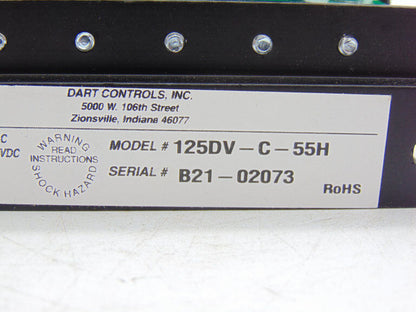 DART CONTROLS, INC.
5000 W. 106th Street
Zionsville, Indiana 46077
C
VDC
WARNING
READ
INSTRUCTIONS
SHOCK HAZARD
MODEL # 125DV-C-55H
SERIAL # B21-02073
RoHS